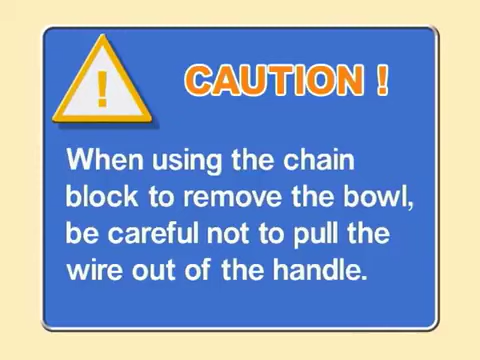 CAUTION !
When using the chain
block to remove the bowl,
be careful not to pull the
wire out of the handle.